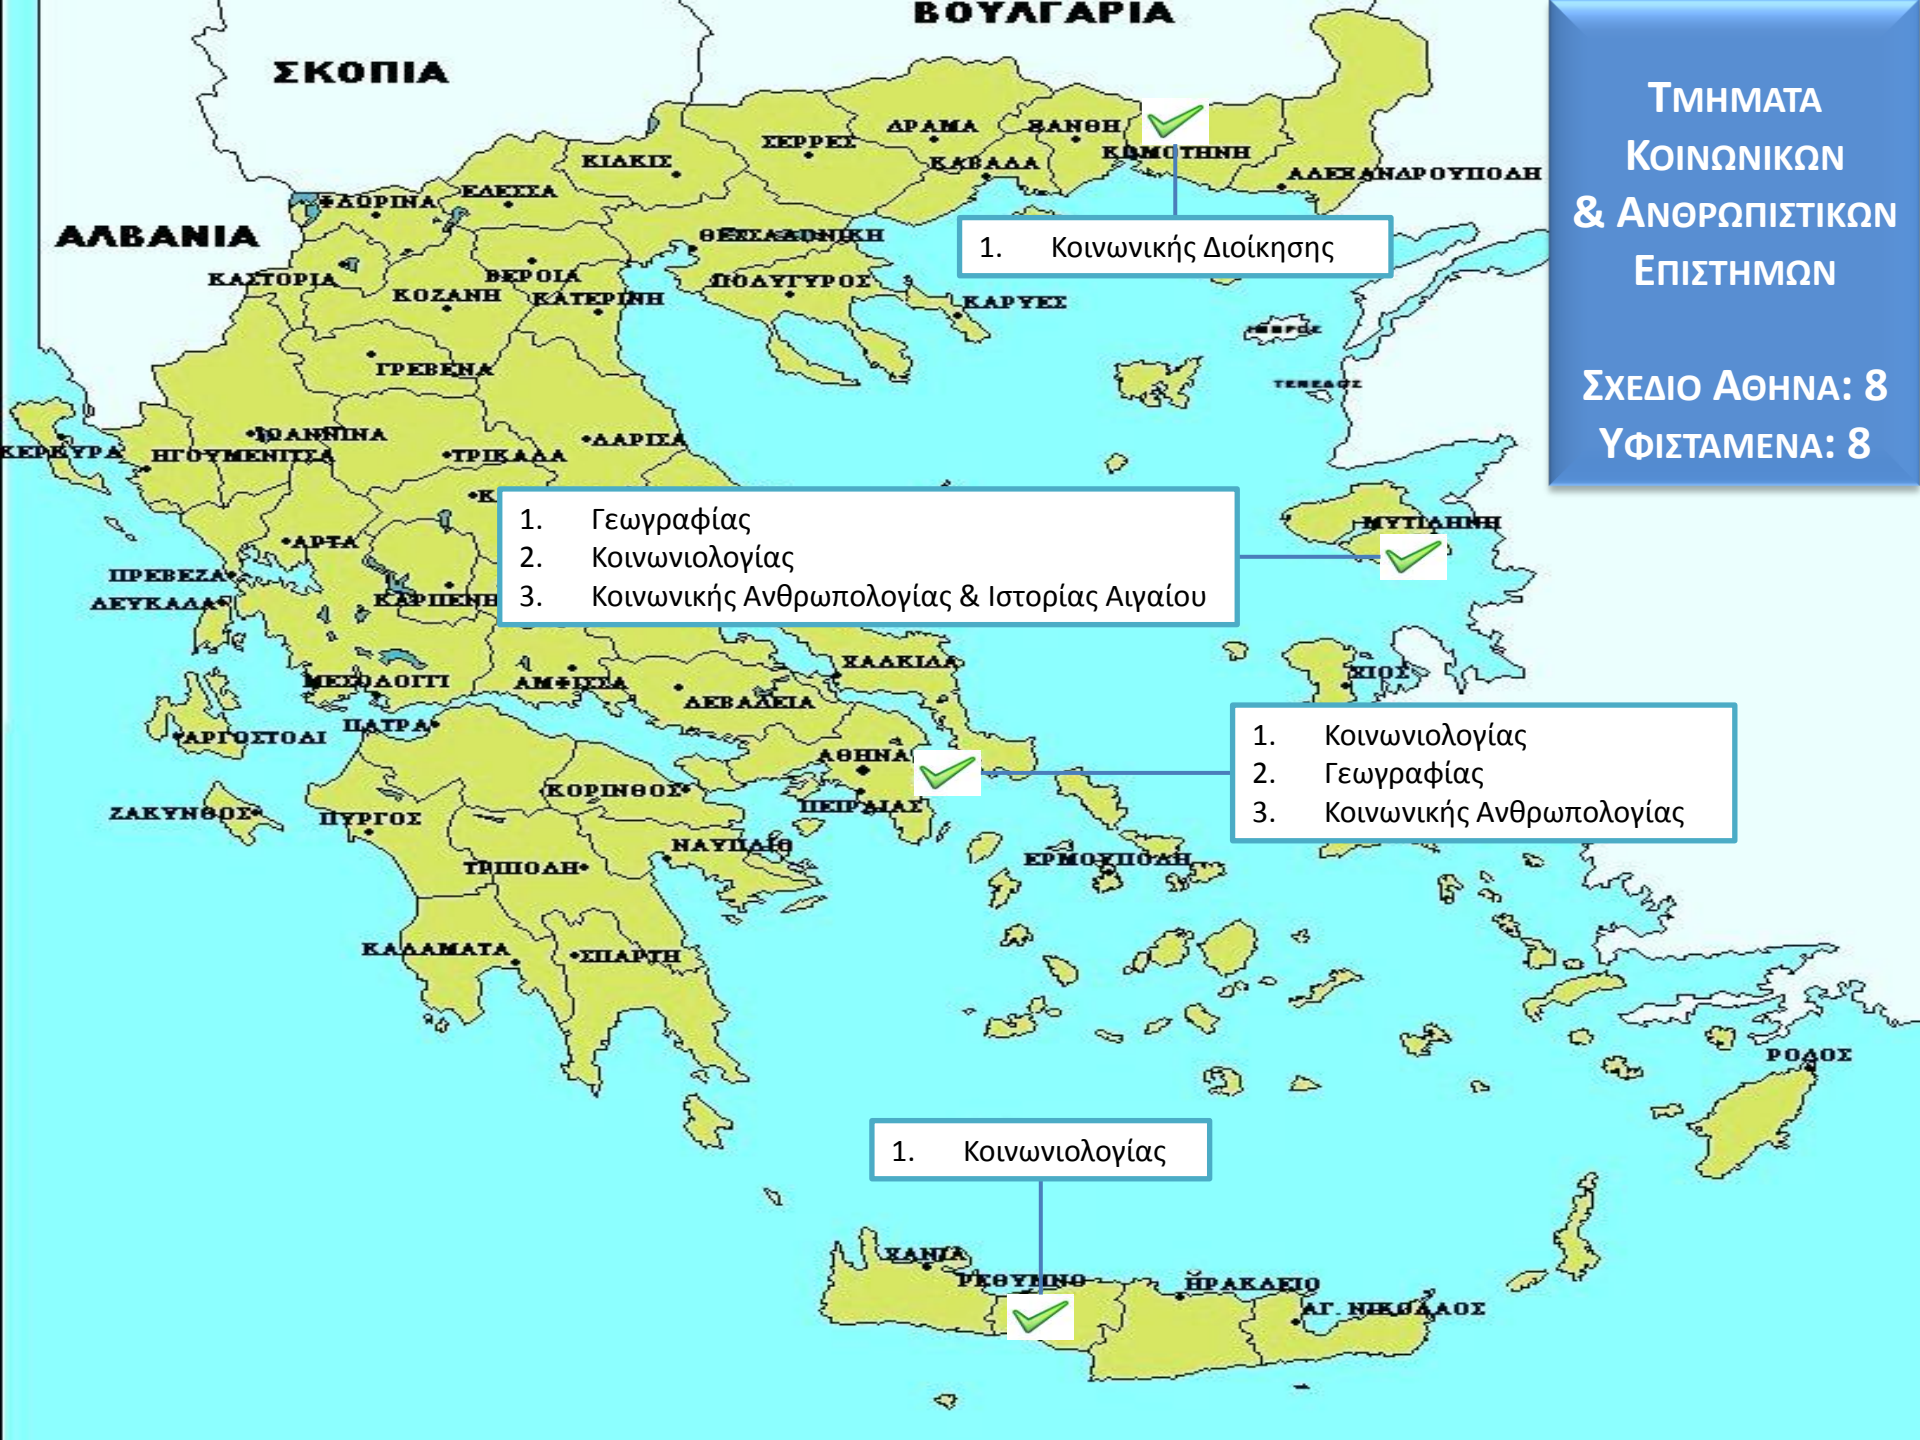 ΒΟΥΛΓΑΡΙΑ
ΣΚΟΠΙΑ
ΑΛΒΑΝΙΑ
ΤΜΗΜΑΤΑ
ΚΟΙΝΩΝΙΚΩΝ
& ΑΝΘΡΩΠΙΣΤΙΚΩΝ
ΕΠΙΣΤΗΜΩΝ
ΣΧΕΔΙΟ ΑΘΗΝΑ: 8
ΥΦΙΣΤΑΜΕΝΑ: 8
ΔΡΑΜΑ
ΞΑΝΘΗ
ΣΕΡΡΕΣ
ΚΙΛΚΙΣ
ΚΑΒΑΛΑ
ΚΟΜΟΤΗΝΗ
ΑΛΕΞΑΝΔΡΟΥΠΟΛΗ
ΕΔΕΣΣΑ
ΦΛΩΡΙΝΑ
ΘΕΣΣΑΛΟΝΙΚΗ
1. Κοινωνικής Διοίκησης
ΚΑΣΤΟΡΙΑ
ΒΕΡΟΙΑ
ΚΟΖΑΝΗ
ΚΑΤΕΡΙΝΗ
ΠΟΛΥΓΥΡΟΣ
ΚΑΡΥΕΣ
ΙΜΒΡΟΣ
ΓΡΕΒΕΝΑ
ΤΕΝΕΔΟΣ
ΚΕΡΚΥΡΑ
ΗΓΟΥΜΕΝΙΤΣΑ
ΙΩΑΝΝΙΝΑ
ΤΡΙΚΑΛΑ
ΛΑΡΙΣΑ
Κ
1. Γεωγραφίας
2. Κοινωνιολογίας
3. Κοινωνικής Ανθρωπολογίας & Ιστορίας Αιγαίου
ΜΥΤΙΛΗΝΗ
ΑΡΤΑ
ΠΡΕΒΕΖΑ
ΛΕΥΚΑΔΑ
ΚΑΡΠΕΝΗ
ΧΑΛΚΙΔΑ
ΧΙΟΣ
ΜΕΣΟΛΟΓΓΙ
ΑΜΦΙΣΣΑ
ΛΕΒΑΔΕΙΑ
ΑΡΓΟΣΤΟΛΙ
ΠΑΤΡΑ
ΑΘΗΝΑ
1. Κοινωνιολογίας
2. Γεωγραφίας
3. Κοινωνικής Ανθρωπολογίας
ΖΑΚΥΝΘΟΣ
ΠΥΡΓΟΣ
ΚΟΡΙΝΘΟΣ
ΠΕΙΡΑΙΑΣ
ΝΑΥΠΛΙΟ
ΤΡΙΠΟΛΗ
ΕΡΜΟΥΠΟΛΗ
ΚΑΛΑΜΑΤΑ
ΣΠΑΡΤΗ
ΡΟΔΟΣ
1. Κοινωνιολογίας
ΧΑΝΙΑ
ΡΕΘΥΜΝΟ
ΗΡΑΚΛΕΙΟ
ΑΓ. ΝΙΚΟΛΑΟΣ